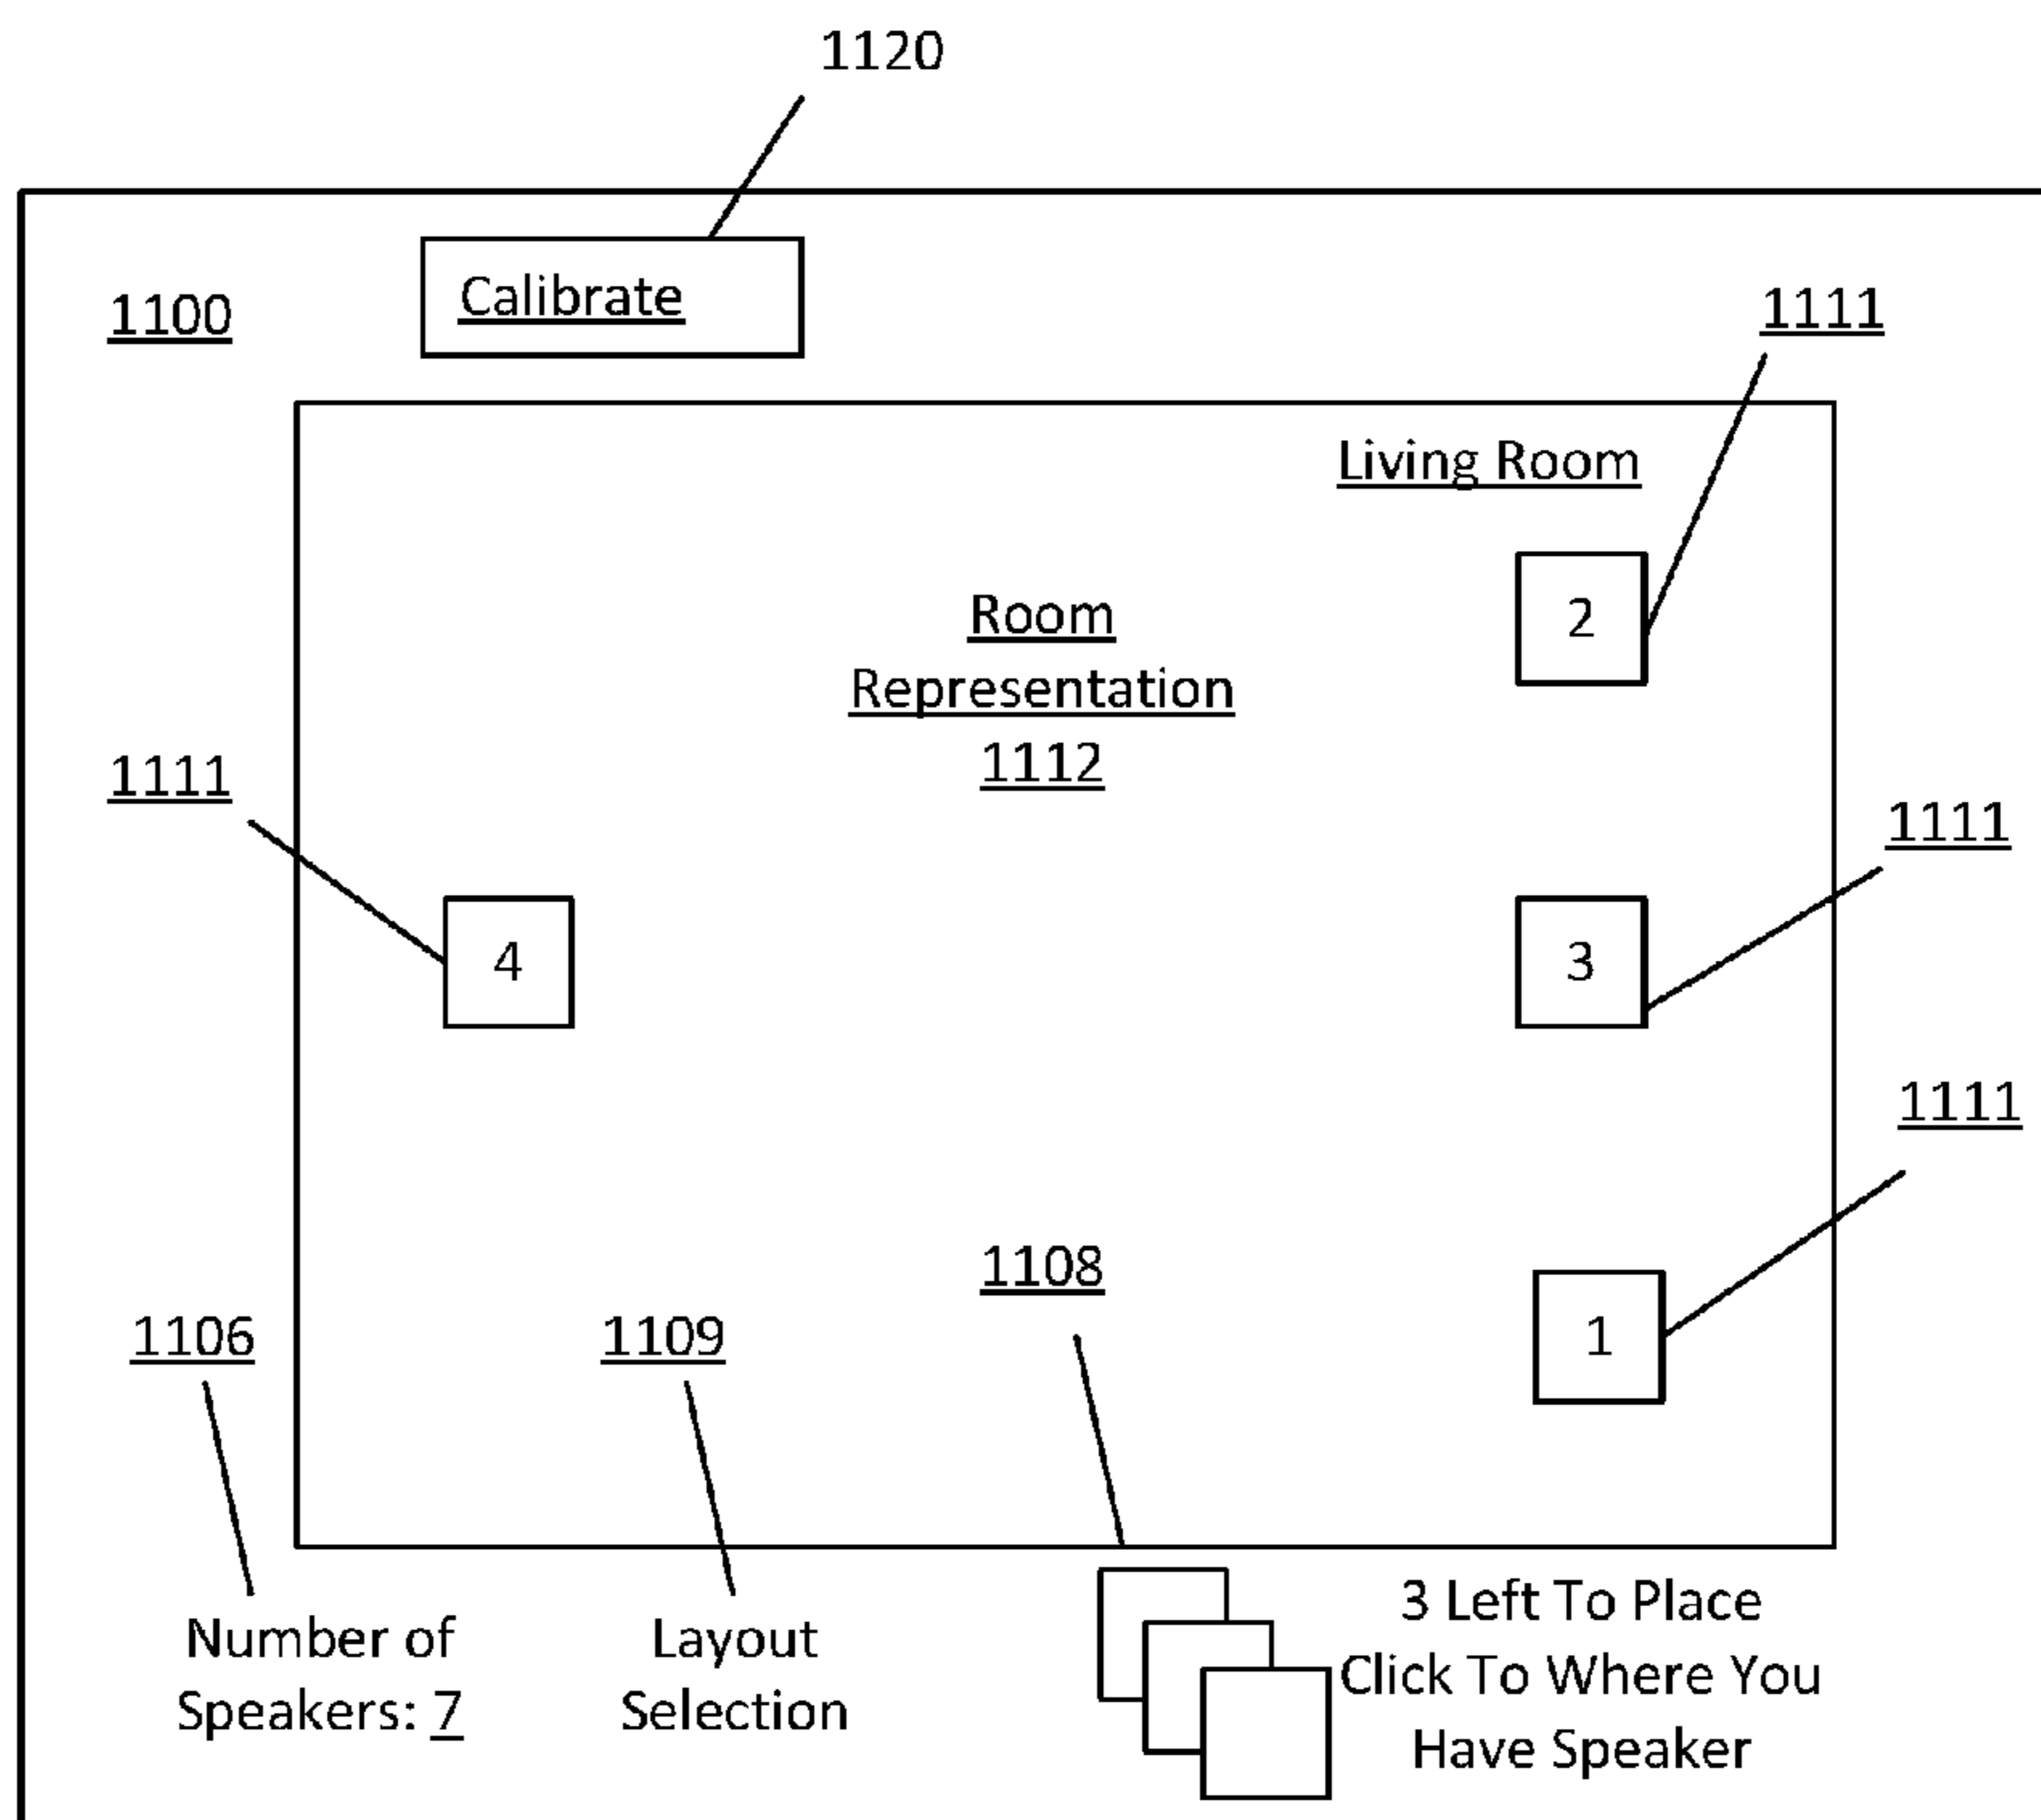 1120
Calibrate
1100
1111
Living Room
2
Room
Representation
1112
1111
1111
4
3
1111
1108
1106
1109
1
3 Left To Place
Number of
Layout
Click To Where You
Speakers: 7
Selection
Have Speaker